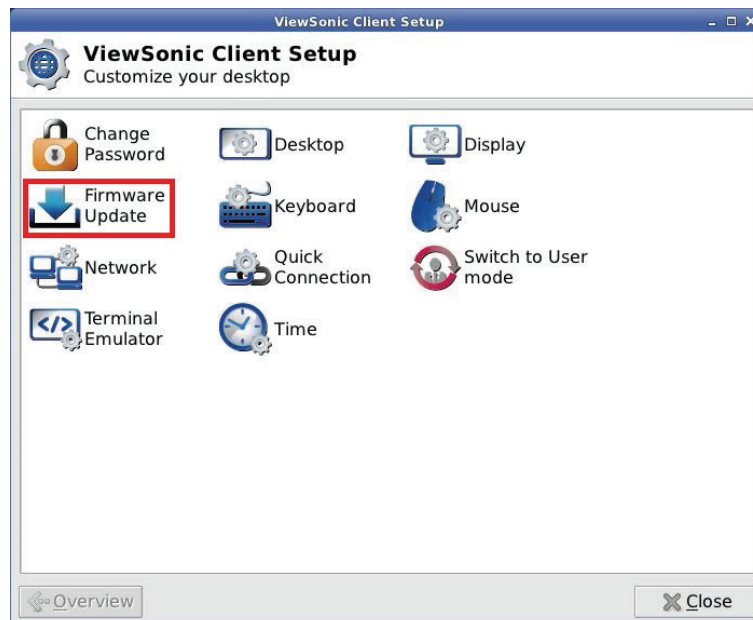 ViewSonic Client Setup
ViewSonic Client Setup
Customize your desktop
Change
Password
Desktop
Display
Firmware
Update
Keyboard
Mouse
Network
Quick
Connection
Switch to User
mode
</>
Terminal
Emulator
Time
Overview
Close